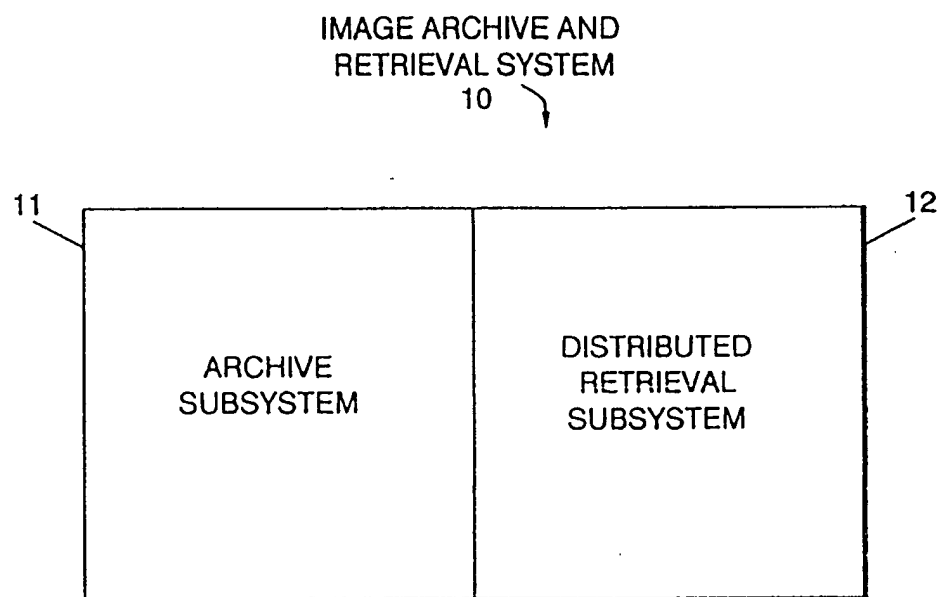 IMAGE ARCHIVE AND
RETRIEVAL SYSTEM
10
11
12
ARCHIVE
SUBSYSTEM
DISTRIBUTED
RETRIEVAL
SUBSYSTEM